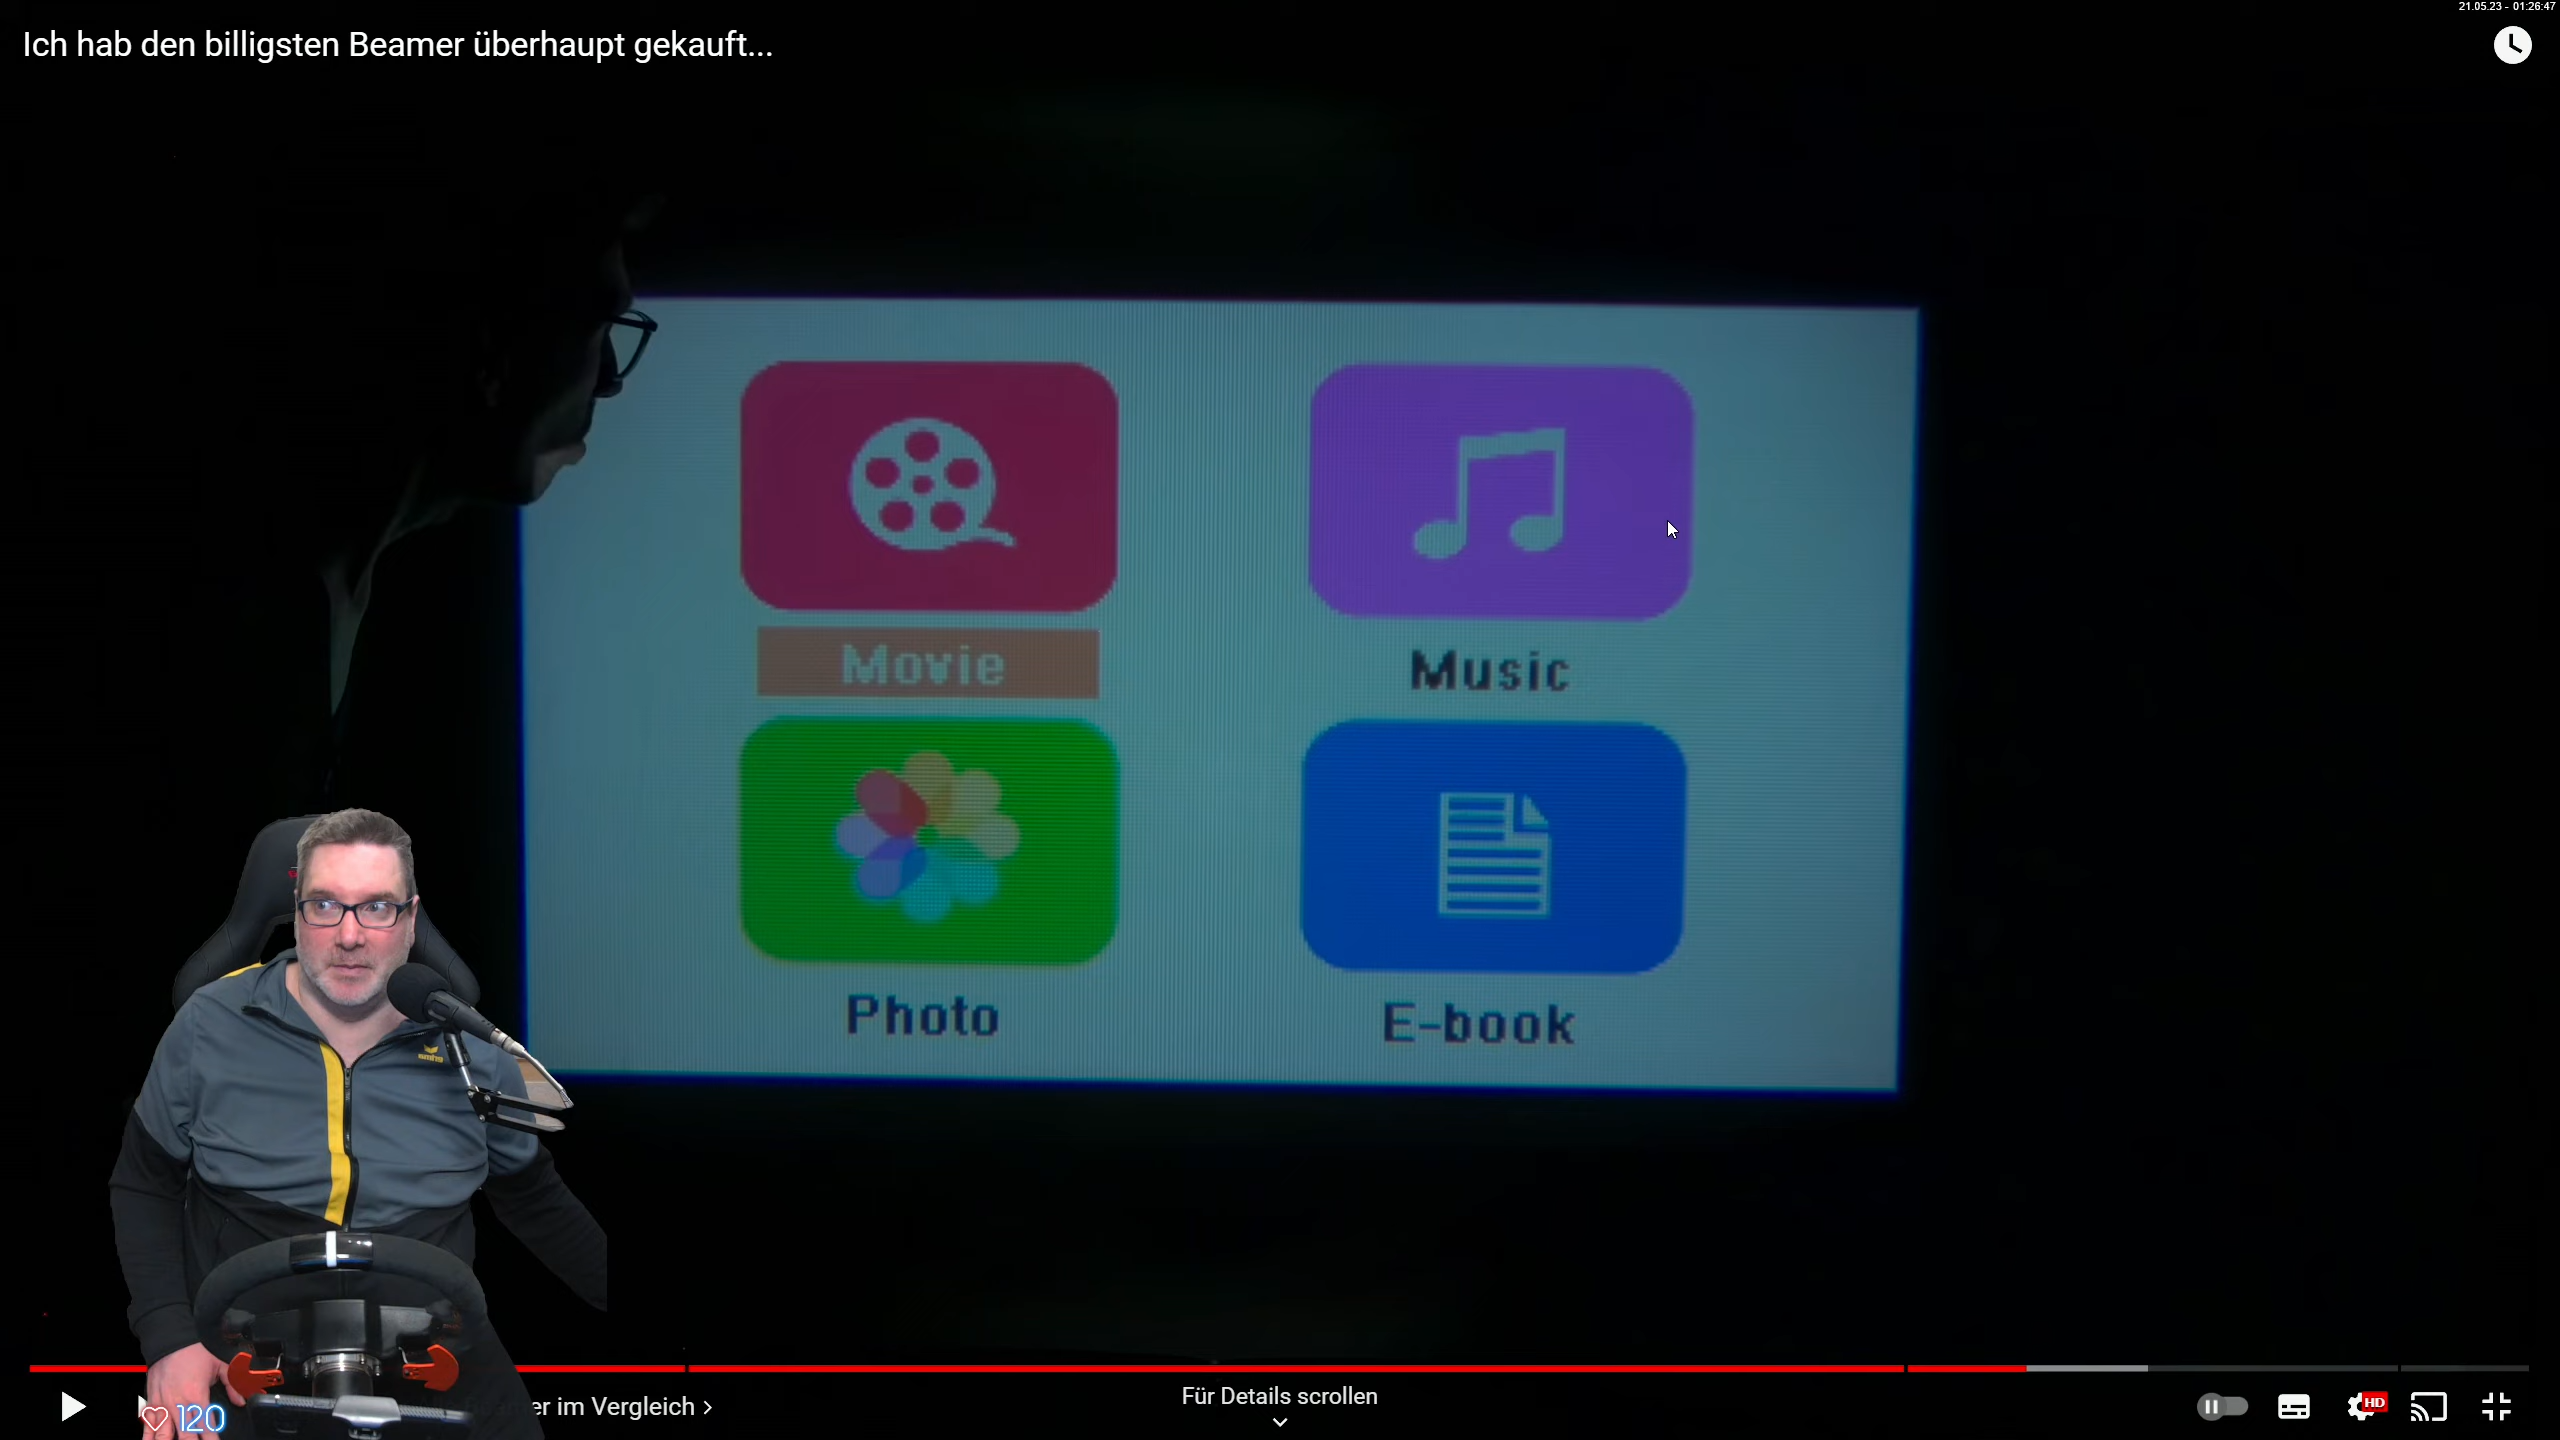 21.05.23 - 01:26:47
Ich hab den billigsten Beamer überhaupt gekauft...
Movie
Music
Photo
E-book
im Vergleich
Für Details scrollen
HD
120